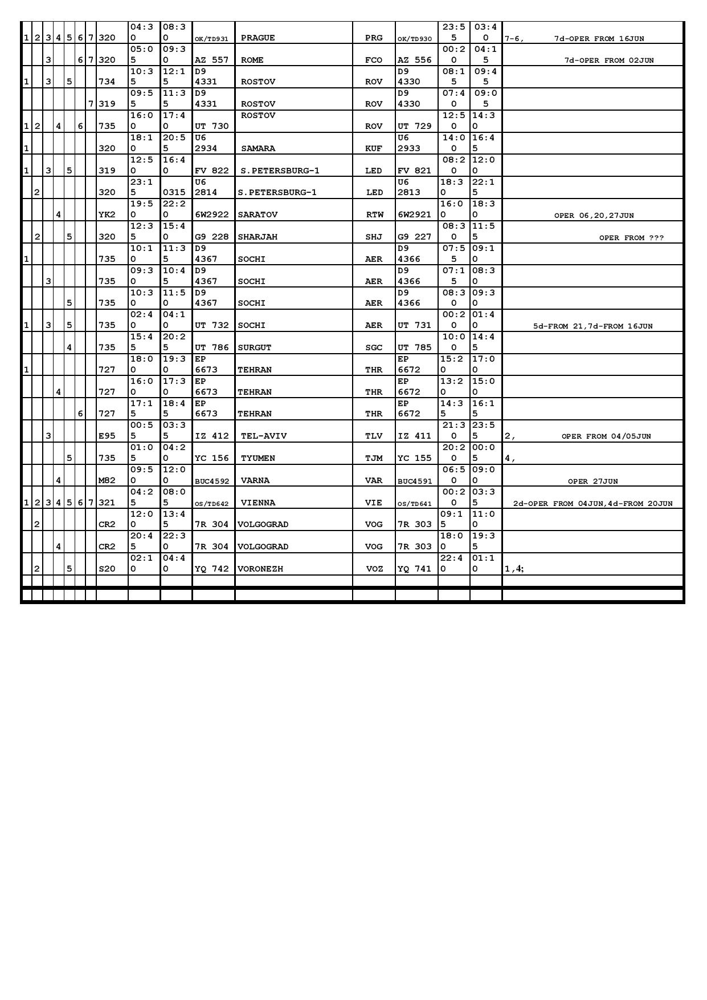 1 2 3 4 5 6 7 320 04:30 08:30 OK/TD931 PRAGUE PRG OK/TD930 23:55 03:40 7-6, 7d-OPER FROM 16JUN
3 6 7 320 05:05 09:30 AZ 557 ROME FCO AZ 556 00:20 04:15 7d-OPER FROM 02JUN
1 3 5 734 10:35 12:15 D9 4331 ROSTOV ROV D9 4330 08:15 09:45
7 319 09:55 11:35 D9 4331 ROSTOV ROV D9 4330 07:40 09:05
1 2 4 6 735 16:00 17:40 UT 730 ROSTOV ROV UT 729 12:50 14:30
1 320 18:10 20:55 U6 2934 SAMARA KUF U6 2933 14:00 16:45
1 3 5 319 12:50 16:40 FV 822 S.PETERSBURG-1 LED FV 821 08:20 12:00
2 320 23:15 0315 U6 2814 S.PETERSBURG-1 LED U6 2813 18:30 22:15
4 YK2 19:50 22:20 6W2922 SARATOV RTW 6W2921 16:00 18:30 OPER 06,20,27JUN
2 5 320 12:35 15:40 G9 228 SHARJAH SHJ G9 227 08:30 11:55 OPER FROM ???
1 735 10:10 11:35 D9 4367 SOCHI AER D9 4366 07:55 09:10
3 735 09:30 10:45 D9 4367 SOCHI AER D9 4366 07:15 08:30
5 735 10:30 11:50 D9 4367 SOCHI AER D9 4366 08:30 09:30
1 3 5 735 02:40 04:10 UT 732 SOCHI AER UT 731 00:20 01:40 5d-FROM 21,7d-FROM 16JUN
4 735 15:45 20:25 UT 786 SURGUT SGC UT 785 10:00 14:45
1 727 18:00 19:30 EP 6673 TEHRAN THR EP 6672 15:20 17:00
4 727 16:00 17:30 EP 6673 TEHRAN THR EP 6672 13:20 15:00
6 727 17:15 18:45 EP 6673 TEHRAN THR EP 6672 14:35 16:15
3 E95 00:55 03:35 IZ 412 TEL-AVIV TLV IZ 411 21:30 23:55 2, OPER FROM 04/05JUN
5 735 01:05 04:20 YC 156 TYUMEN TJM YC 155 20:20 00:05 4,
4 M82 09:50 12:00 BUC4592 VARNA VAR BUC4591 06:50 09:00 OPER 27JUN
1 2 3 4 5 6 7 321 04:25 08:05 OS/TD642 VIENNA VIE OS/TD641 00:20 03:35 2d-OPER FROM 04JUN,4d-FROM 20JUN
2 CR2 12:00 13:45 7R 304 VOLGOGRAD VOG 7R 303 09:15 11:00
4 CR2 20:45 22:30 7R 304 VOLGOGRAD VOG 7R 303 18:00 19:35
2 5 S20 02:10 04:40 YQ 742 VORONEZH VOZ YQ 741 22:40 01:10 1,4;